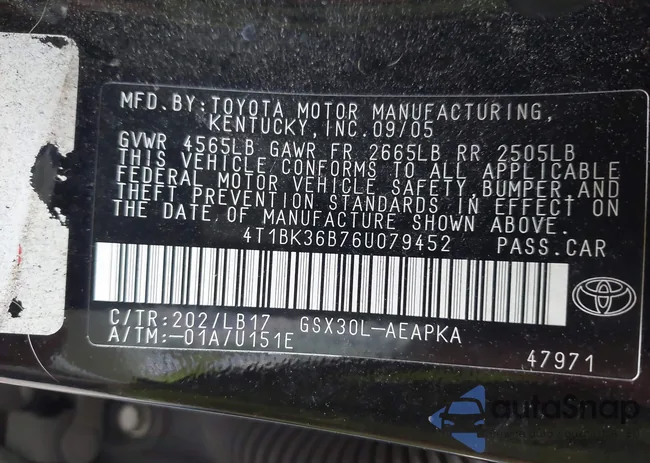 MFD. BY: TOYOTA MOTOR MANUFACTURING,
KENTUCKY, INC. 09/05
GVWR 4565LB GAWR FR 2665LB RR 2505LB
THIS VEHICLE CONFORMS TO ALL APPLICABLE
FEDERAL MOTOR VEHICLE SAFETY, BUMPER, AND
THEFT PREVENTION STANDARDS IN EFFECT ON
THE DATE OF MANUFACTURE SHOWN ABOVE.
4T1BK36B76U079452 PASS.CAR
C/TR:202/LB17 GSX30L-AEAPKA
A/TM:-01A/U151E
47971
autoSnap